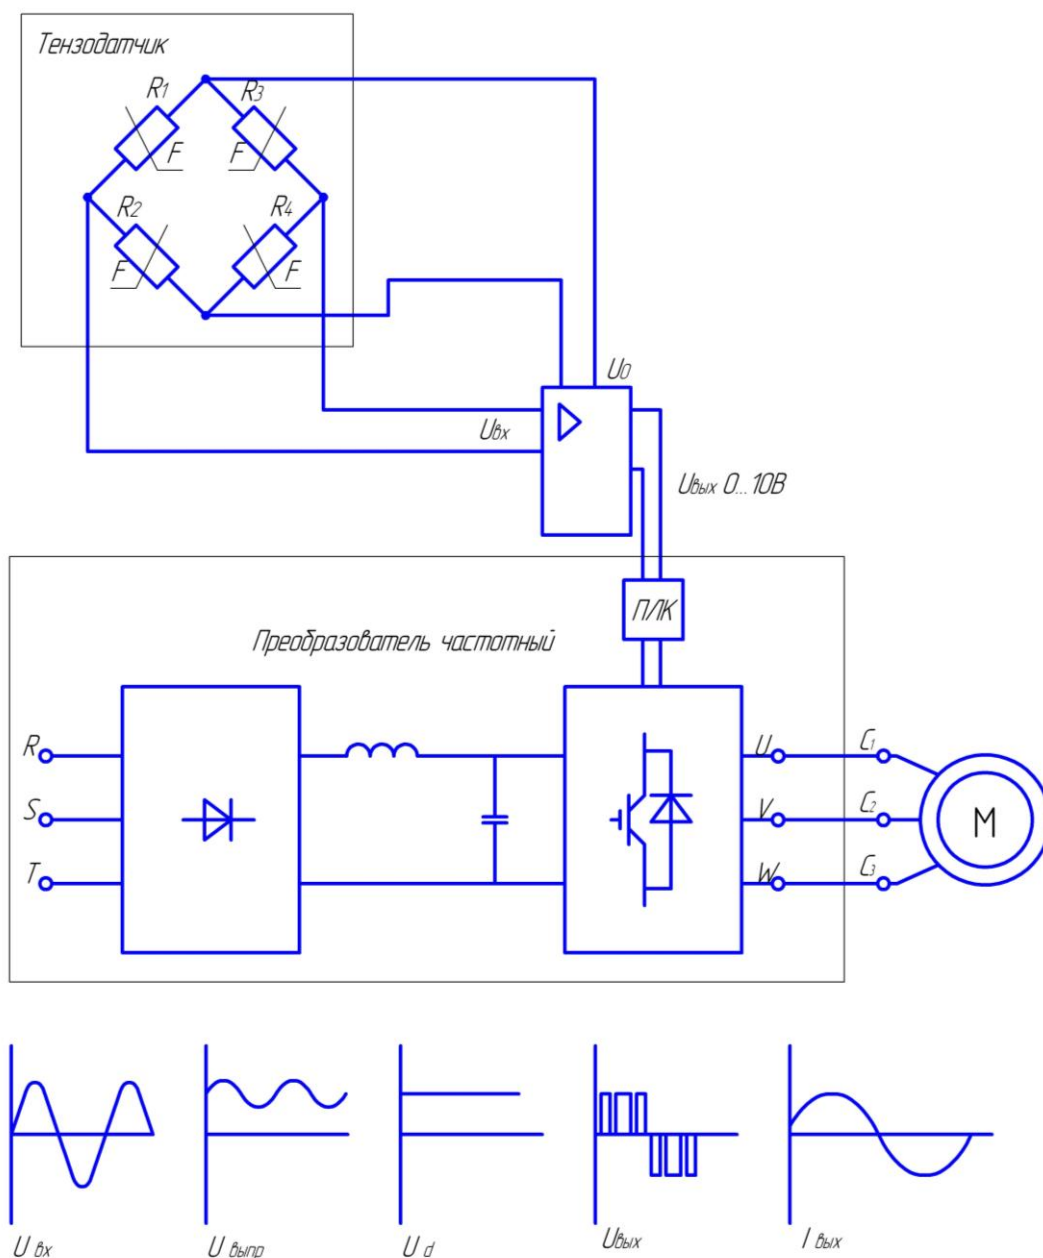 Тензодатчик
R1
R3
F
F
R2
R4
F
F
U0
Uвх
Uвых 0...10В
ПЛК
Преобразователь частотный
R
U
C1
S
V
C2
M
T
W
C3
U вх
U выпр
U d
Uвых
I вых